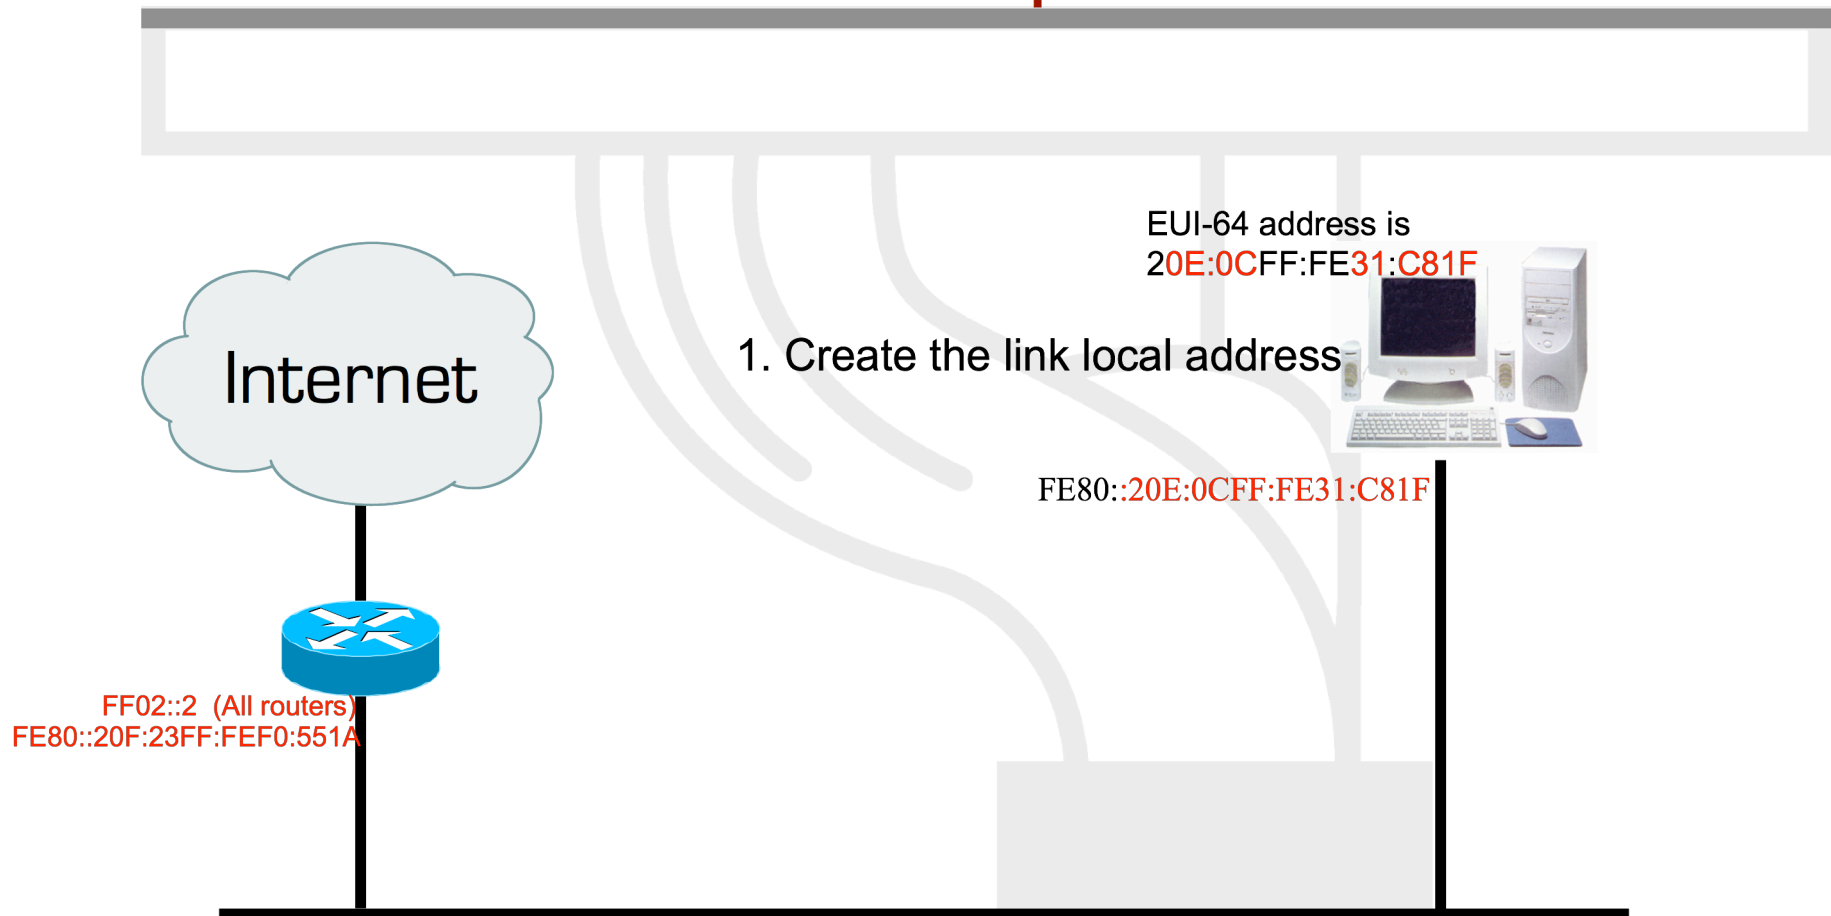 EUI-64 address is
20E:0CFF:FE31:C81F
1. Create the link local address
Internet
FE80::20E:0CFF:FE31:C81F
FF02::2 (All routers)
FE80::20F:23FF:FEF0:551A